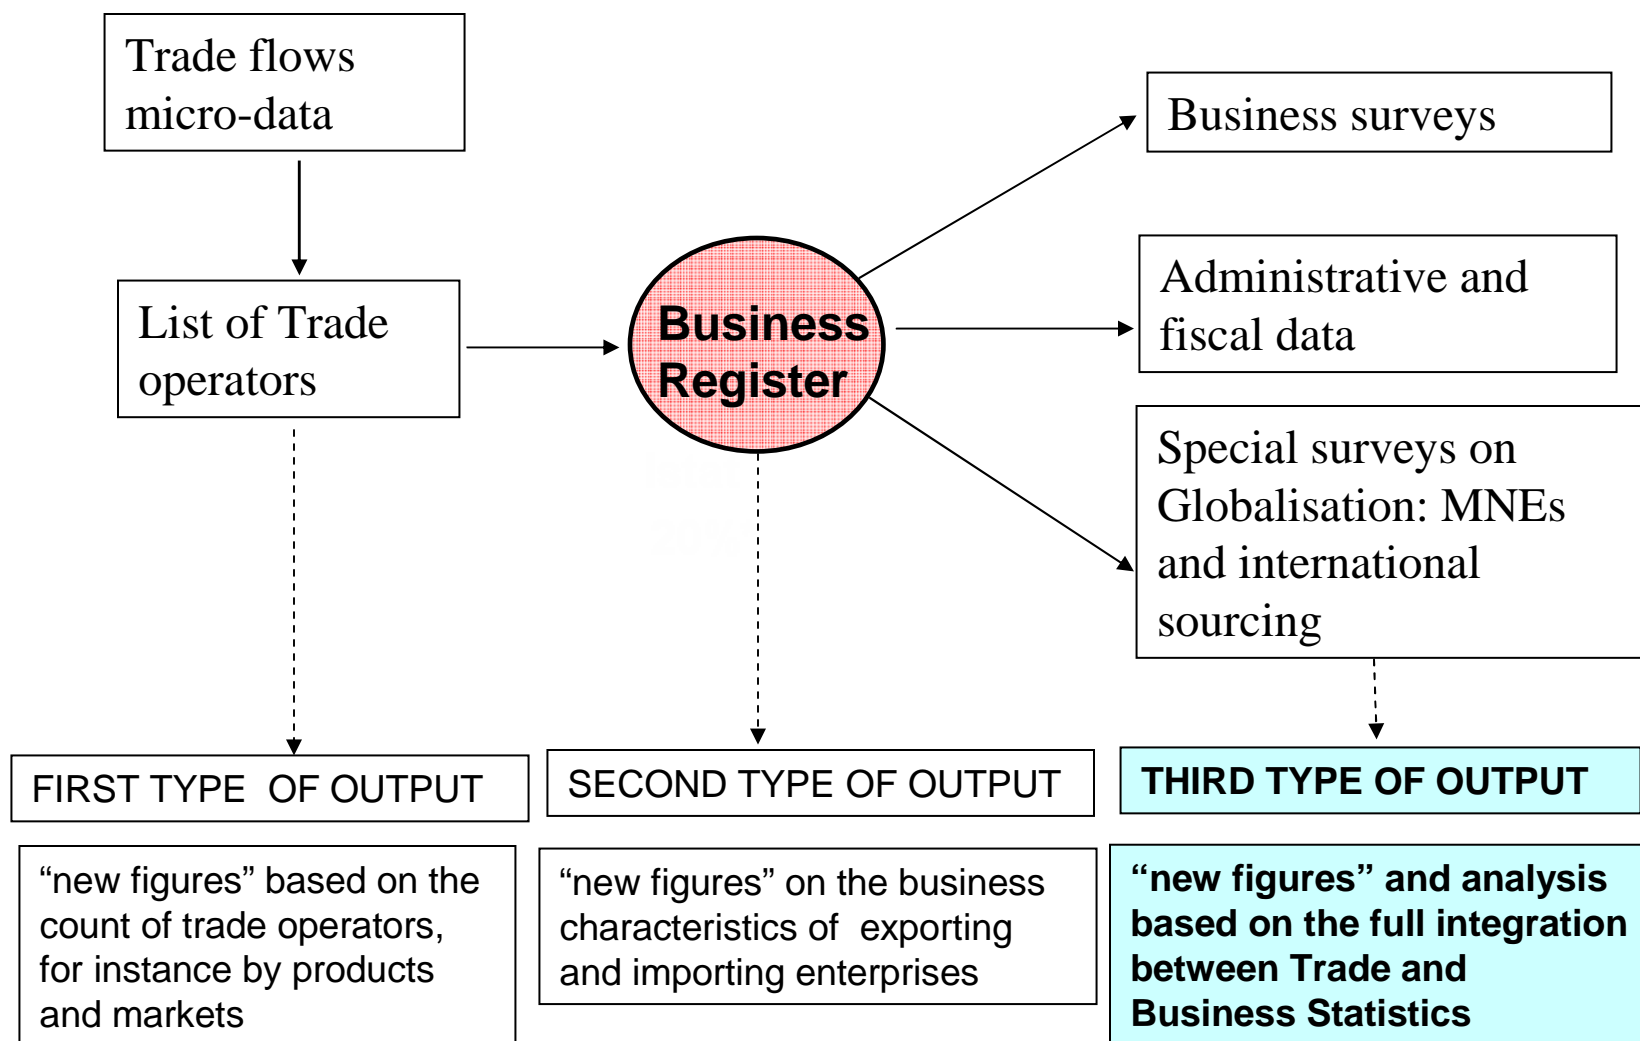 Trade flows
micro-data
Business surveys
List of Trade
operators
Business
Register
Administrative and
fiscal data
Special surveys on
Globalisation: MNEs
and international
sourcing
FIRST TYPE OF OUTPUT
SECOND TYPE OF OUTPUT
THIRD TYPE OF OUTPUT
“new figures” based on the
count of trade operators,
for instance by products
and markets
“new figures” on the business
characteristics of exporting
and importing enterprises
“new figures” and analysis
based on the full integration
between Trade and
Business Statistics